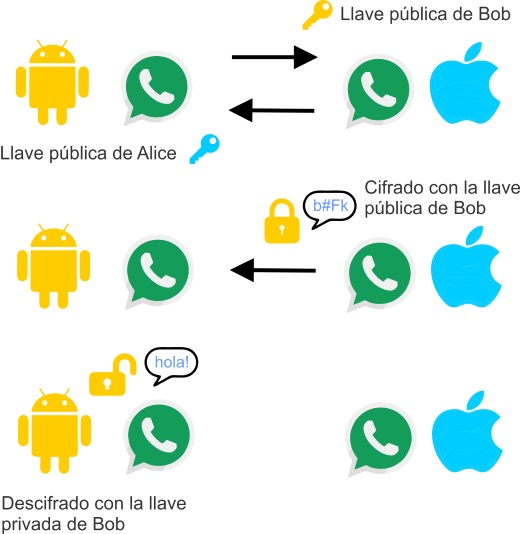 Llave pública de Bob
Llave pública de Alice
Cifrado con la llave
pública de Bob
b#Fk
hola!
Descifrado con la llave
privada de Bob